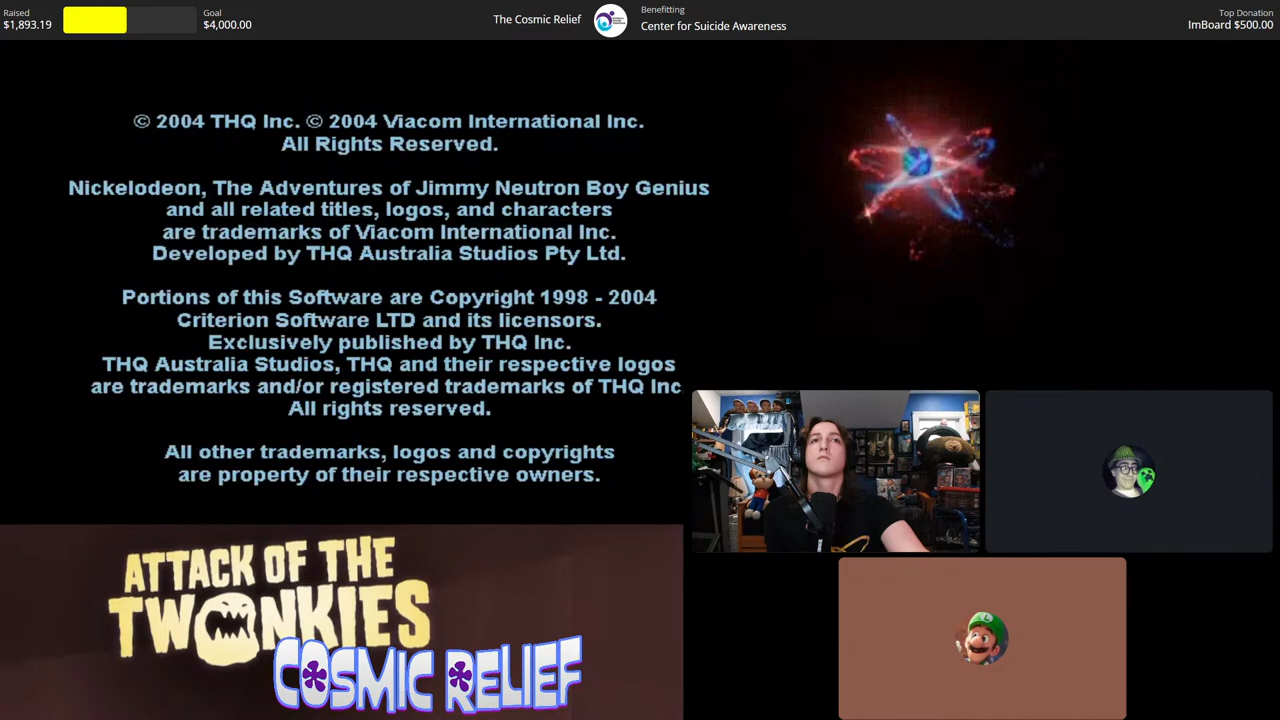 Raised
$1,893.19
Goal
$4,000.00
The Cosmic Relief
Benefitting
Center for Suicide Awareness
Top Donation
ImBoard $500.00
© 2004 THQ Inc. © 2004 Viacom International Inc.
All Rights Reserved.
Nickelodeon, The Adventures of Jimmy Neutron Boy Genius
and all related titles, logos, and characters
are trademarks of Viacom International Inc.
Developed by THQ Australia Studios Pty Ltd.
Portions of this Software are Copyright 1998 - 2004
Criterion Software LTD and its licensors.
Exclusively published by THQ Inc.
THQ Australia Studios, THQ and their respective logos
are trademarks and/or registered trademarks of THQ Inc
All rights reserved.
All other trademarks, logos and copyrights
are property of their respective owners.
ATTACK OF THE
TWONKIES
COSMIC RELIEF